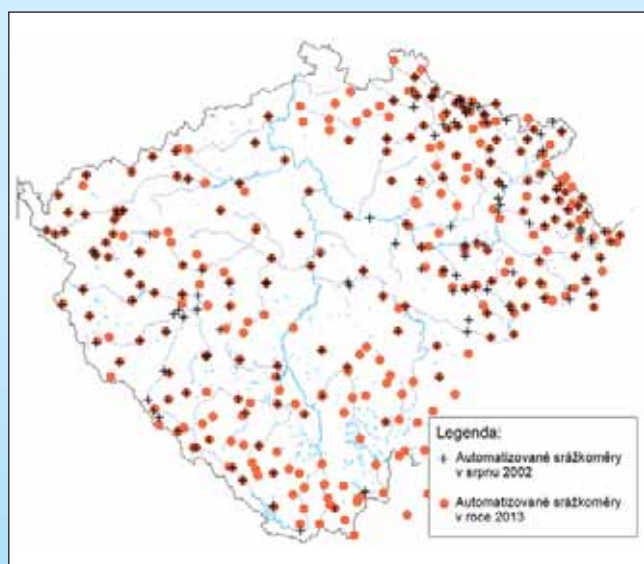 Legenda:
Automatizované srážkoměry
v srpnu 2002
Automatizované srážkoměry
v roce 2013